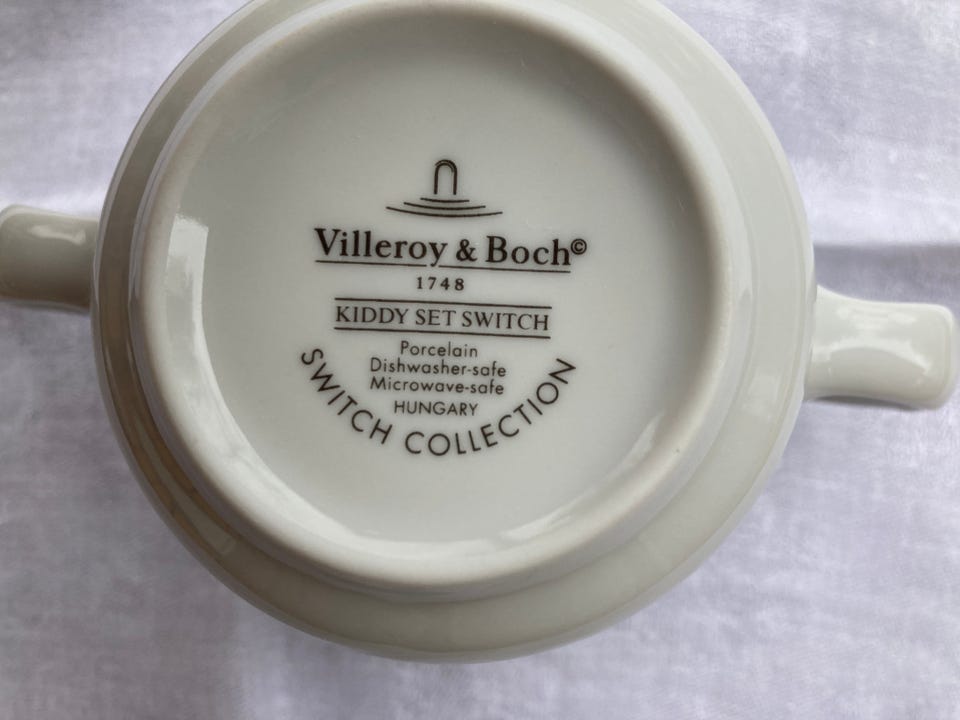 Villeroy & Boch©
1748
KIDDY SET SWITCH
Porcelain
Dishwasher-safe
Microwave-safe
HUNGARY
SWITCH COLLECTION